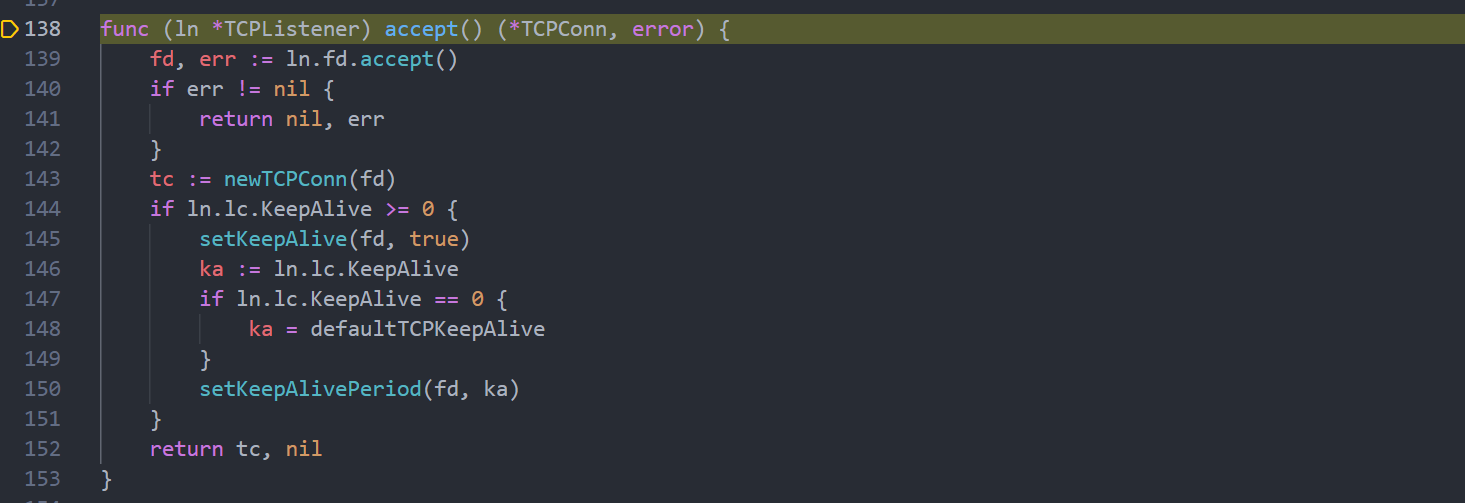 138 func (ln *TCPListener) accept() (*TCPConn, error) {
139     fd, err := ln.fd.accept()
140     if err != nil {
141         return nil, err
142     }
143     tc := newTCPConn(fd)
144     if ln.lc.KeepAlive >= 0 {
145         setKeepAlive(fd, true)
146         ka := ln.lc.KeepAlive
147         if ln.lc.KeepAlive == 0 {
148             ka = defaultTCPKeepAlive
149         }
150         setKeepAlivePeriod(fd, ka)
151     }
152     return tc, nil
153 }